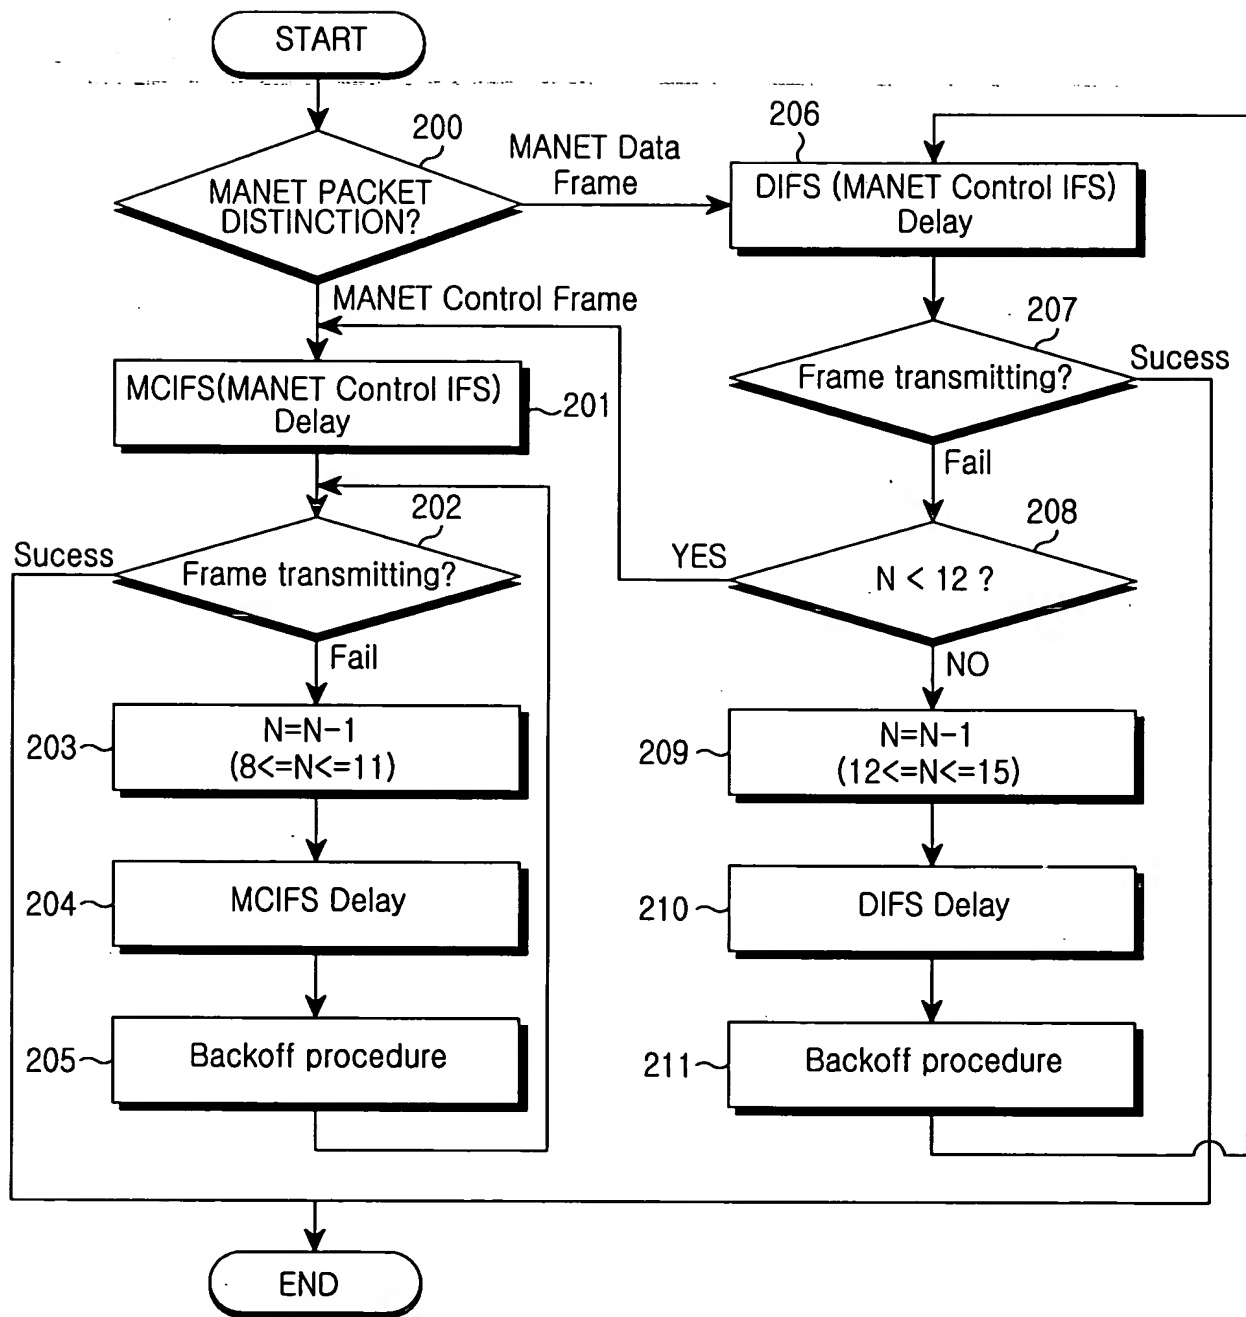 START
200
MANET PACKET
DISTINCTION?
MANET Data
Frame
206
DIFS (MANET Control IFS)
Delay
MANET Control Frame
MCIFS(MANET Control IFS)
Delay
201
207
Frame transmitting?
Sucess
Fail
202
Sucess
Frame transmitting?
Fail
208
YES
N < 12 ?
NO
203
N=N-1
(8<=N<=11)
209
N=N-1
(12<=N<=15)
204
MCIFS Delay
210
DIFS Delay
205
Backoff procedure
211
Backoff procedure
END